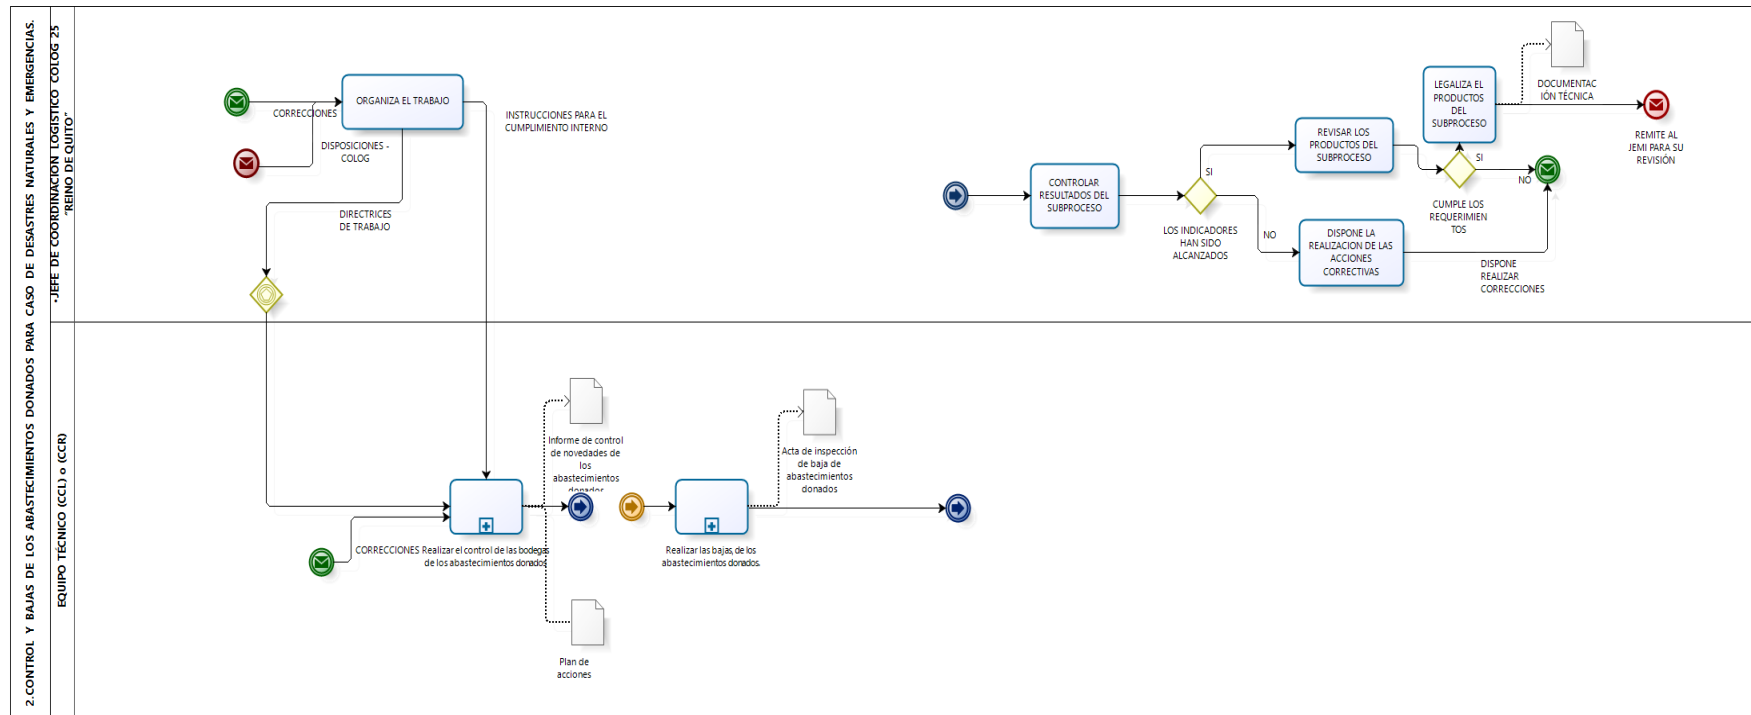 2.CONTROL Y BAJAS DE LOS ABASTECIMIENTOS DONADOS PARA CASO DE DESASTRES NATURALES Y EMERGENCIAS.
•JEFE DE COORDINACION LOGISTICO COLOG 25
“REINO DE QUITO”
CORRECCIONES
ORGANIZA EL TRABAJO
DISPOSICIONES -
COLOG
INSTRUCCIONES PARA EL
CUMPLIMIENTO INTERNO
DIRECTRICES
DE TRABAJO
CONTROLAR
RESULTADOS DEL
SUBPROCESO
SI
NO
LOS INDICADORES
HAN SIDO
ALCANZADOS
REVISAR LOS
PRODUCTOS DEL
SUBPROCESO
DISPONE LA
REALIZACION DE LAS
ACCIONES
CORRECTIVAS
LEGALIZA EL
PRODUCTOS
DEL
SUBPROCESO
SI
NO
CUMPLE LOS
REQUERIMIEN
TOS
DISPONE
REALIZAR
CORRECCIONES
DOCUMENTAC
IÓN TÉCNICA
REMITE AL
JEMI PARA SU
REVISIÓN
EQUIPO TÉCNICO (CCL) o (CCR)
CORRECCIONES
Realizar el control de las bodegas
de los abastecimientos donados
Informe de control
de novedades de
los
abastecimientos
donados
Plan de
acciones
Realizar las bajas, de los
abastecimientos donados.
Acta de inspección
de baja de
abastecimientos
donados